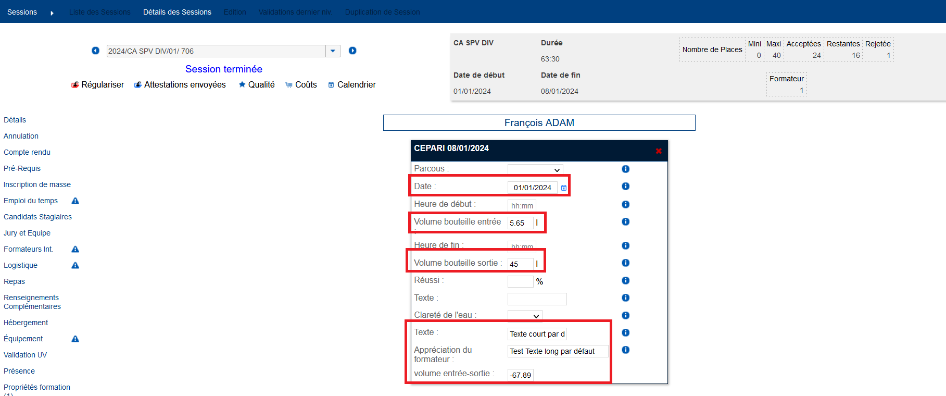 Sessions Liste des Sessions Détails des Sessions Edition Validations dernier niv. Duplication de Session
2024/CA SPV DIV/01/ 706
Session terminée
Régulariser Attestations envoyées Qualité Coûts Calendrier
CA SPV DIV Durée
63:30
Date de début Date de fin
01/01/2024 08/01/2024
Nombre de Places Mini Maxi Acceptées Restantes Rejetée
0 40 24 16 1
Formateur
1
François ADAM
Détails
Annulation
Compte rendu
Pré-Requis
Inscription de masse
Emploi du temps
Candidats Stagiaires
Jury et Equipe
Formateurs Int.
Logistique
Repas
Renseignements
Complémentaires
Hébergement
Équipement
Validation UV
Présence
Propriétés formation
(1)
CEPARI 08/01/2024
Parcous
Date : 01/01/2024
Heure de début : hh:mm
Volume bouteille entrée 5.65 l
:
Heure de fin : hh:mm
Volume bouteille sortie : 45 l
Réussi : %
Texte :
Clareté de l'eau :
Texte : Texte court par d
Appréciation du Test Texte long par défaut
formateur :
volume entrée-sortie : -67.89